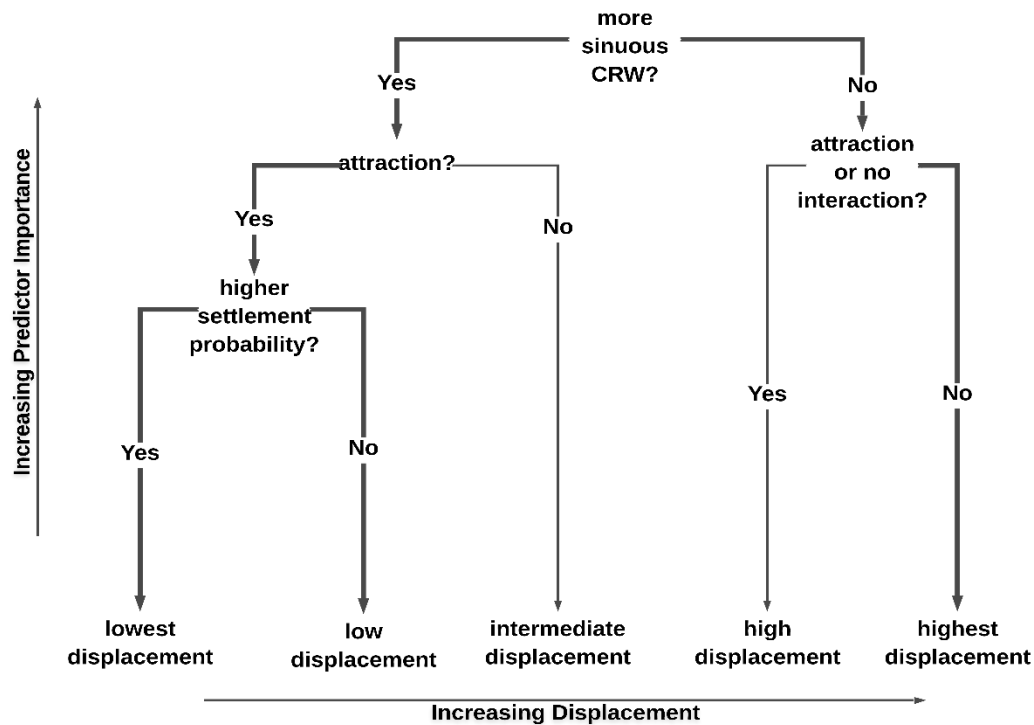 more
sinuous
CRW?
Yes
No
attraction?
attraction
or no
interaction?
Yes
No
higher
settlement
probability?
Yes
No
Yes
No
lowest
displacement
low
displacement
intermediate
displacement
high
displacement
highest
displacement
Increasing Predictor Importance
Increasing Displacement